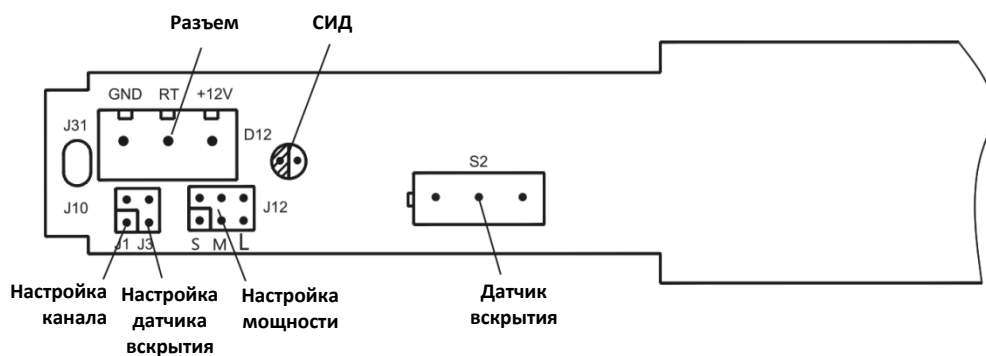 Разъем
СИД
GND RT +12V
J31
D12
S2
J10
J12
J1 J3
S M L
Настройка
канала
Настройка
датчика
вскрытия
Настройка
мощности
Датчик
вскрытия